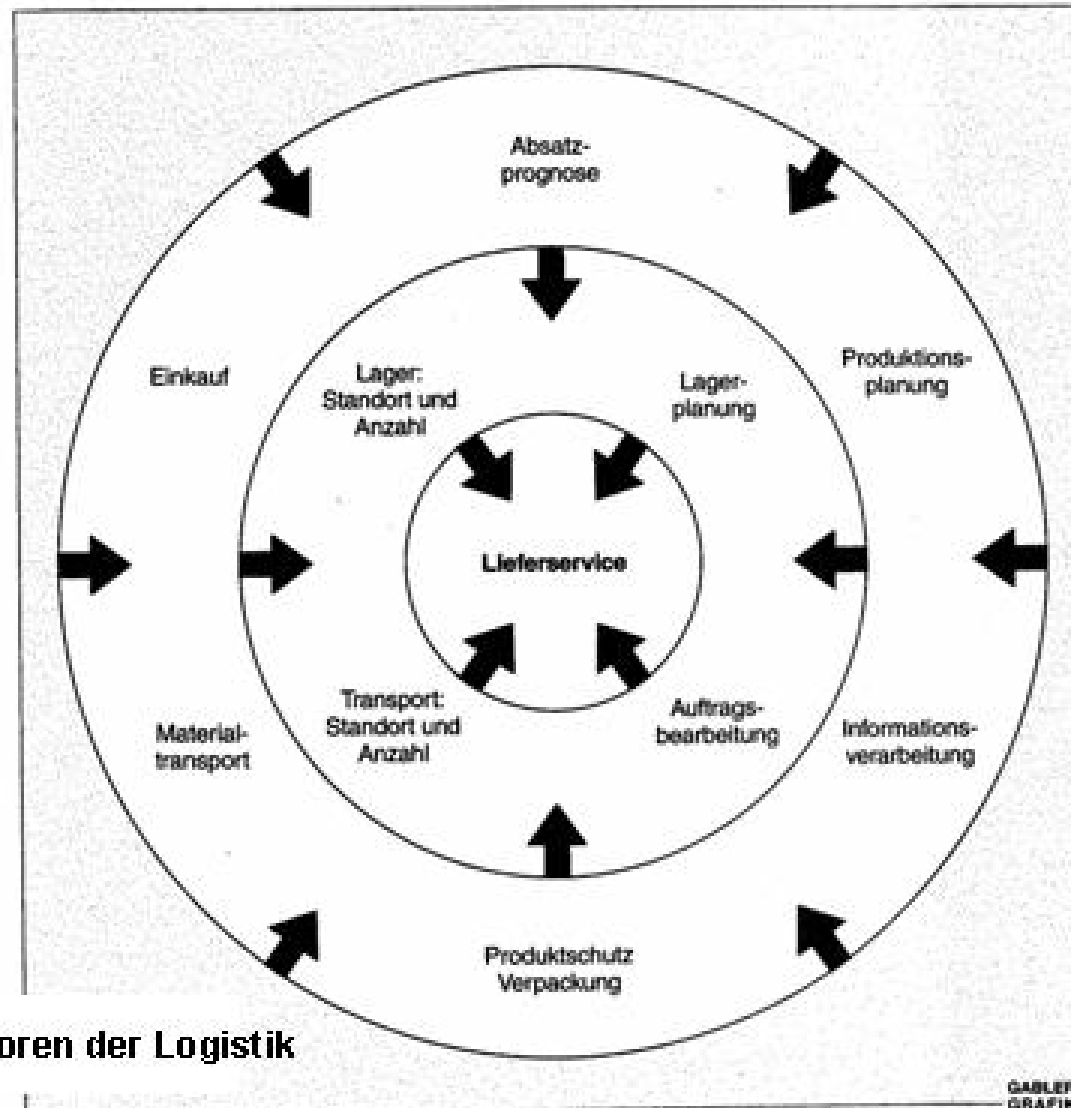 Absatz-
prognose
Einkauf
Lager:
Standort und
Anzahl
Lager-
planung
Produktions-
planung
Lieferservice
Material-
transport
Transport:
Standort und
Anzahl
Auftrags-
bearbeitung
Informations-
verarbeitung
Produktschutz
Verpackung
oren der Logistik
GABLER
GRAFIK